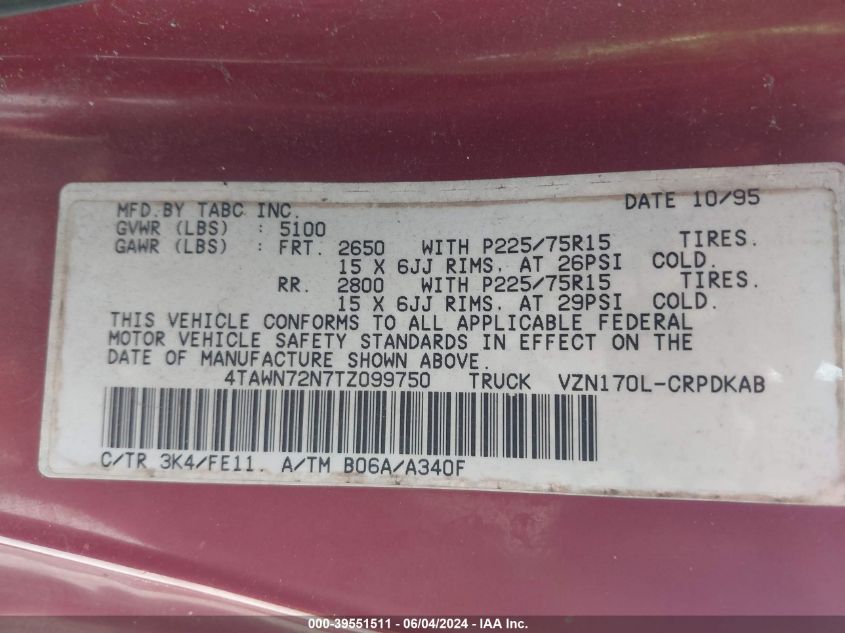 DATE 10/95
MFD.BY TABC INC.
GVWR (LBS) : 5100
GAWR (LBS) : FRT. 2650 WITH P225/75R15 TIRES.
15 X 6JJ RIMS, AT 26PSI COLD.
RR. 2800 WITH P225/75R15 TIRES.
15 X 6JJ RIMS, AT 29PSI COLD.
THIS VEHICLE CONFORMS TO ALL APPLICABLE FEDERAL
MOTOR VEHICLE SAFETY STANDARDS IN EFFECT ON THE
DATE OF MANUFACTURE SHOWN ABOVE.
4TAWN72N7TZ099750 TRUCK VZN170L-CRPDKAB
C/TR 3K4/FE11. A/TM B06A/A340F
000-39551511 - 06/04/2024 - IAA Inc.